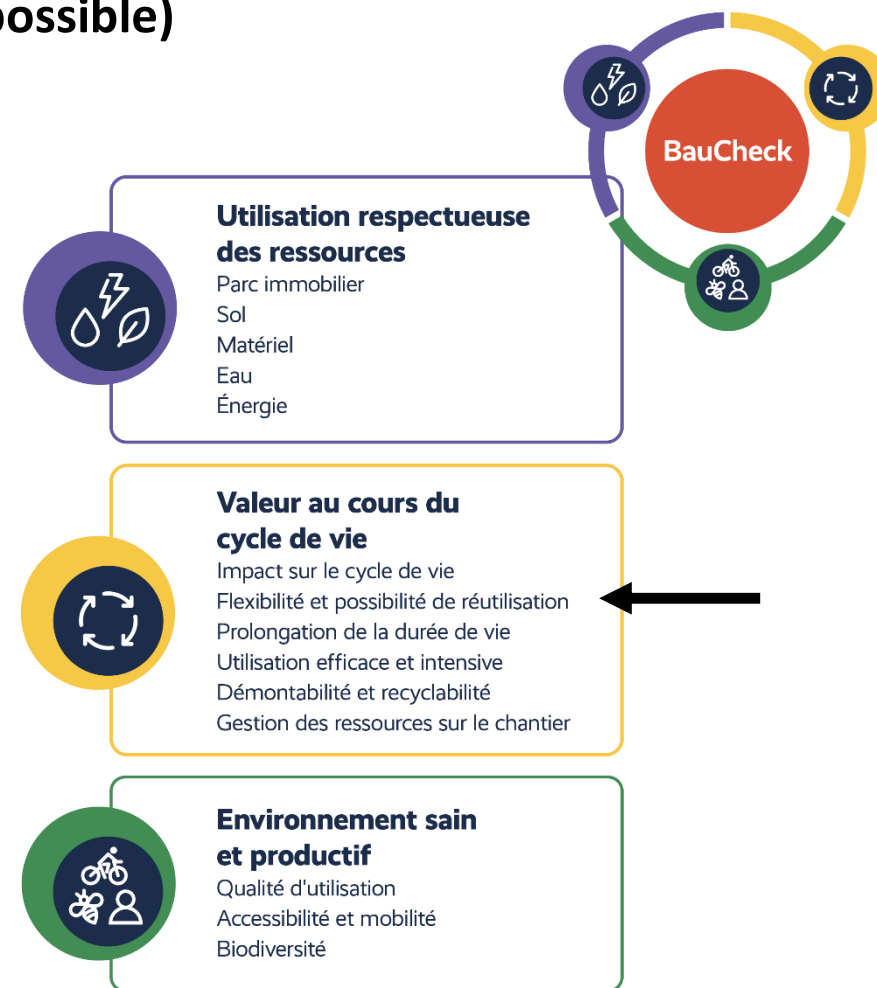 possible)
BauCheck
Utilisation respectueuse
des ressources
Parc immobilier
Sol
Matériel
Eau
Énergie
Valeur au cours du
cycle de vie
Impact sur le cycle de vie
Flexibilité et possibilité de réutilisation
Prolongation de la durée de vie
Utilisation efficace et intensive
Démontabilité et recyclabilité
Gestion des ressources sur le chantier
Environnement sain
et productif
Qualité d'utilisation
Accessibilité et mobilité
Biodiversité